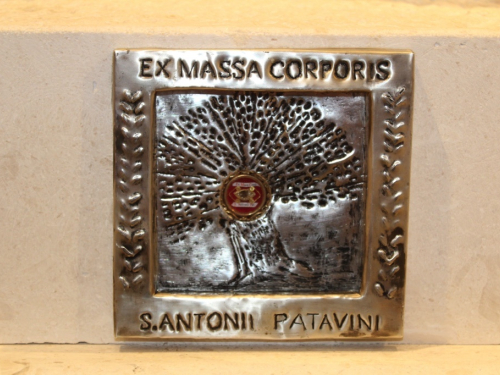 EX MASSA CORPORIS
S.ANTONII PATAVINI